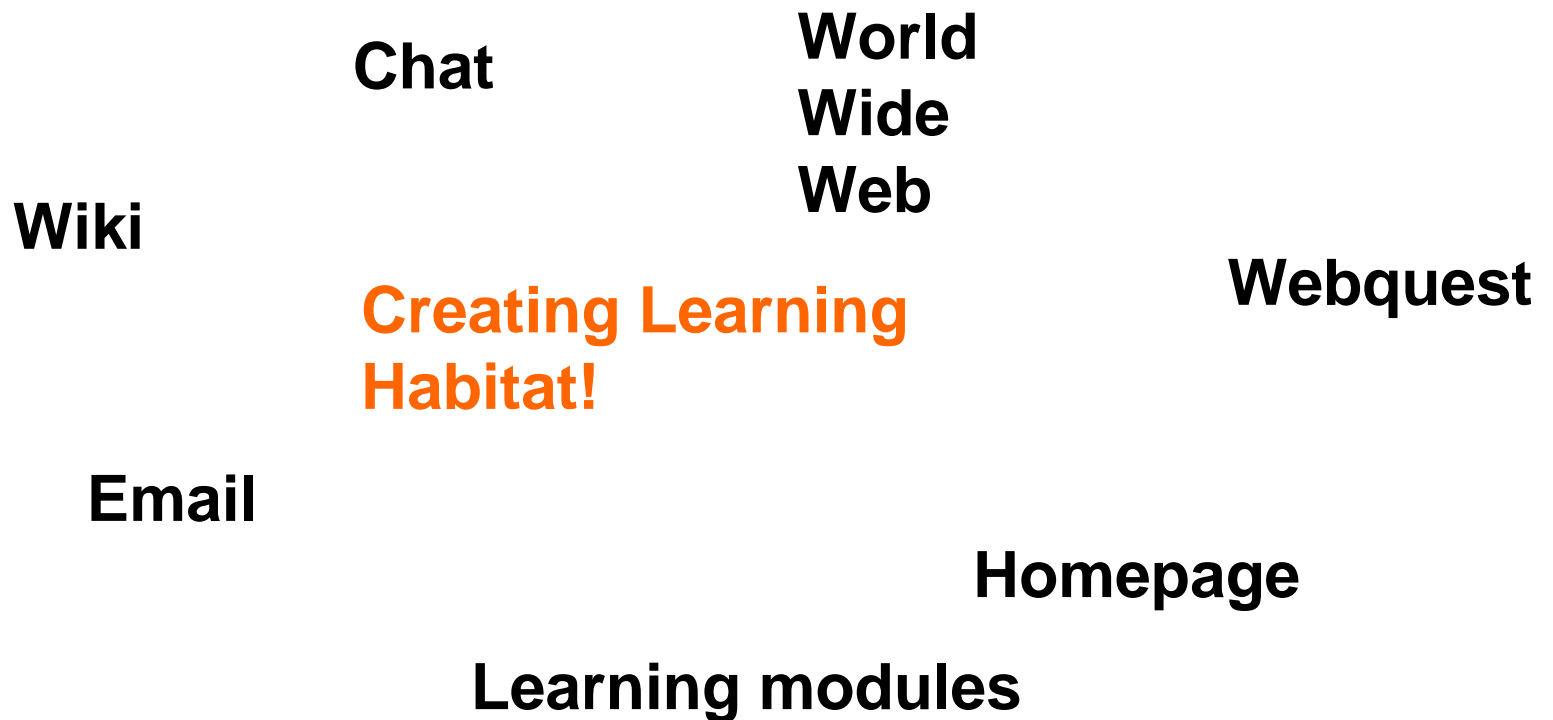 Chat
World
Wide
Web
Wiki
Webquest
Creating Learning
Habitat!
Email
Homepage
Learning modules